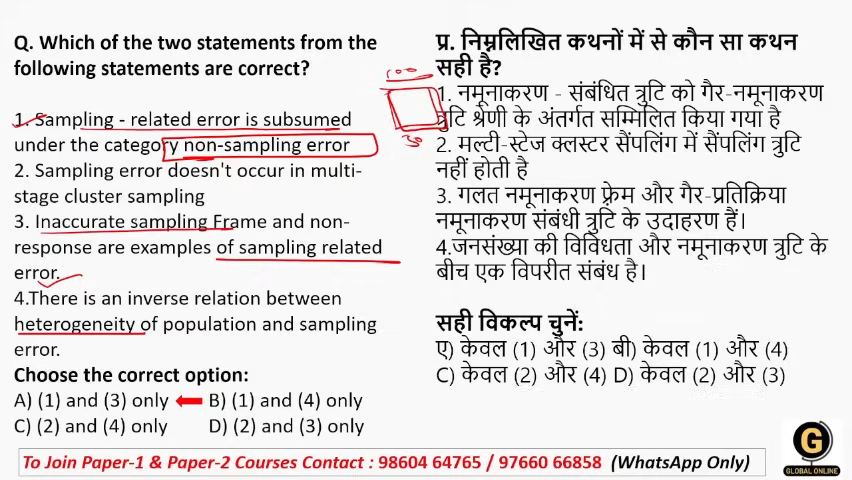 Q. Which of the two statements from the
following statements are correct?
1. Sampling - related error is subsumed
under the category non-sampling error
2. Sampling error doesn't occur in multi-
stage cluster sampling
3. Inaccurate sampling Frame and non-
response are examples of sampling related
error.
4.There is an inverse relation between
heterogeneity of population and sampling
error.
Choose the correct option:
A) (1) and (3) only B) (1) and (4) only
C) (2) and (4) only D) (2) and (3) only
प्र. निम्नलिखित कथनों में से कौन सा कथन
सही है?
100
1. नमूनाकरण - संबंधित त्रुटि को गैर-नमूनाकरण
त्रुटि श्रेणी के अंतर्गत सम्मिलित किया गया है
30
2. मल्टी-स्टेज क्लस्टर सैंपलिंग में सैंपलिंग त्रुटि
नहीं होती है
3. गलत नमूनाकरण फ़्रेम और गैर-प्रतिक्रिया
नमूनाकरण संबंधी त्रुटि के उदाहरण हैं।
4.जनसंख्या की विविधता और नमूनाकरण त्रुटि के
बीच एक विपरीत संबंध है।
सही विकल्प चुनें:
ए) केवल (1) और (3) बी) केवल (1) और (4)
C) केवल (2) और (4) D) केवल (2) और (3)
G
GLOBAL ONLINE
To Join Paper-1 & Paper-2 Courses Contact : 98604 64765 / 97660 66858 (WhatsApp Only)